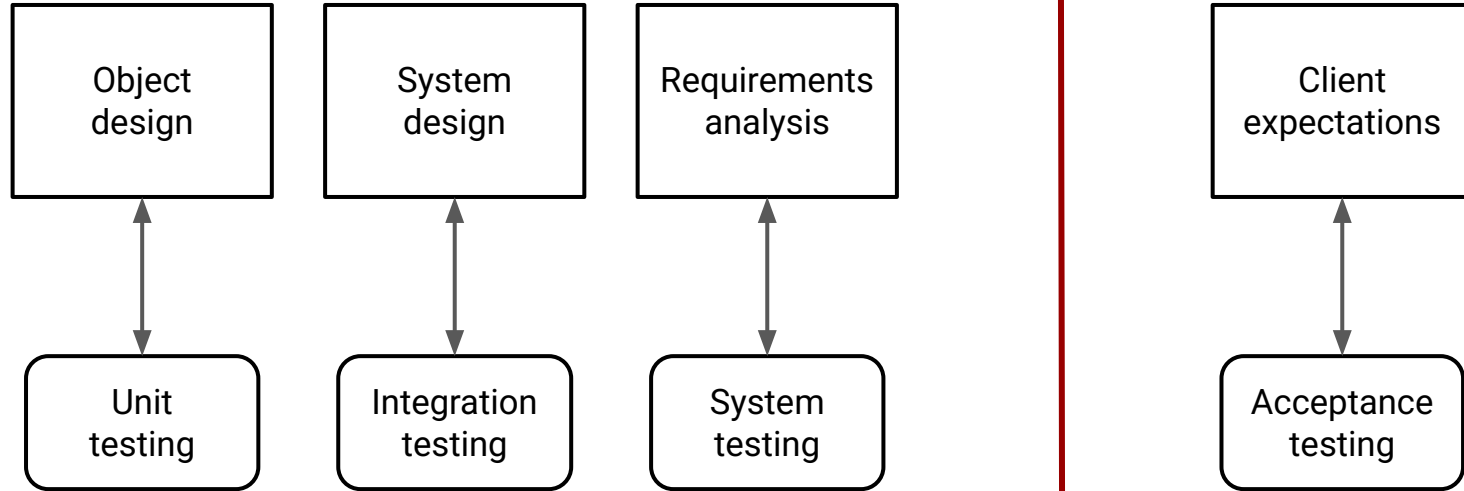 Object
design
System
design
Requirements
analysis
Client
expectations
Unit
testing
Integration
testing
System
testing
Acceptance
testing